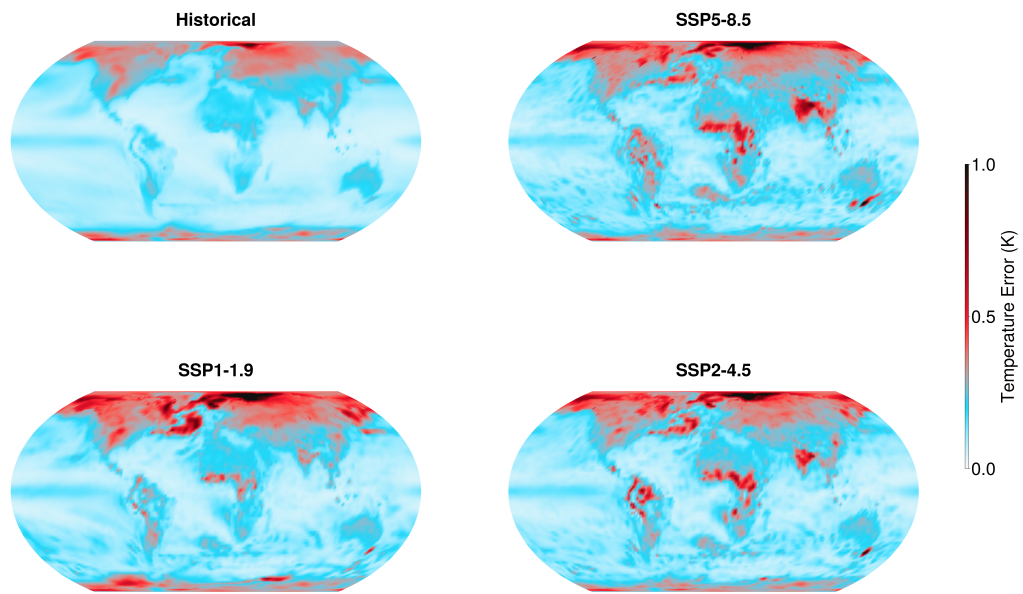 Historical
SSP5-8.5
1.0
0.5
0.0
Temperature Error (K)
SSP1-1.9
SSP2-4.5